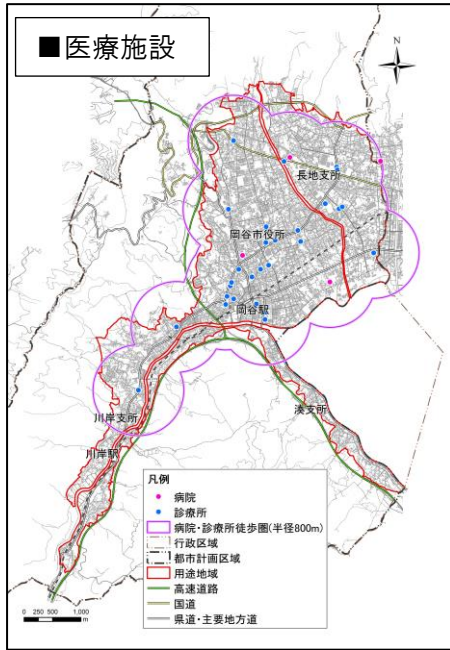 ■医療施設
N
長地支所
岡谷市役所
岡谷駅
川岸支所
湊支所
川岸駅
凡例
病院
診療所
病院・診療所徒歩圏(半径800m)
行政区域
都市計画区域
用途地域
高速道路
国道
県道・主要地方道
0 250 500 1,000
m